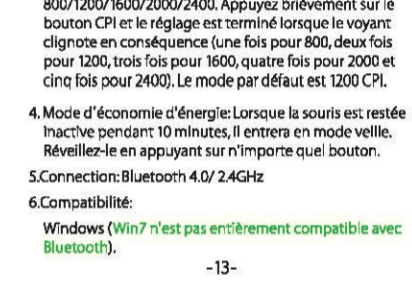 800/1200/1600/2000/2400. Appuyez brièvement sur le
bouton CPI et le réglage est terminé lorsque le voyant
clignote en conséquence (une fois pour 800, deux fois
pour 1200, trois fois pour 1600, quatre fois pour 2000 et
cinq fois pour 2400). Le mode par défaut est 1200 CPI.
4. Mode d'économie d'énergie: Lorsque la souris est restée
inactive pendant 10 minutes, il entrera en mode veille.
Réveillez-le en appuyant sur n'importe quel bouton.
5.Connection: Bluetooth 4.0/ 2.4GHz
6.Compatibilité:
Windows (Win7 n'est pas entièrement compatible avec
Bluetooth).
-13-